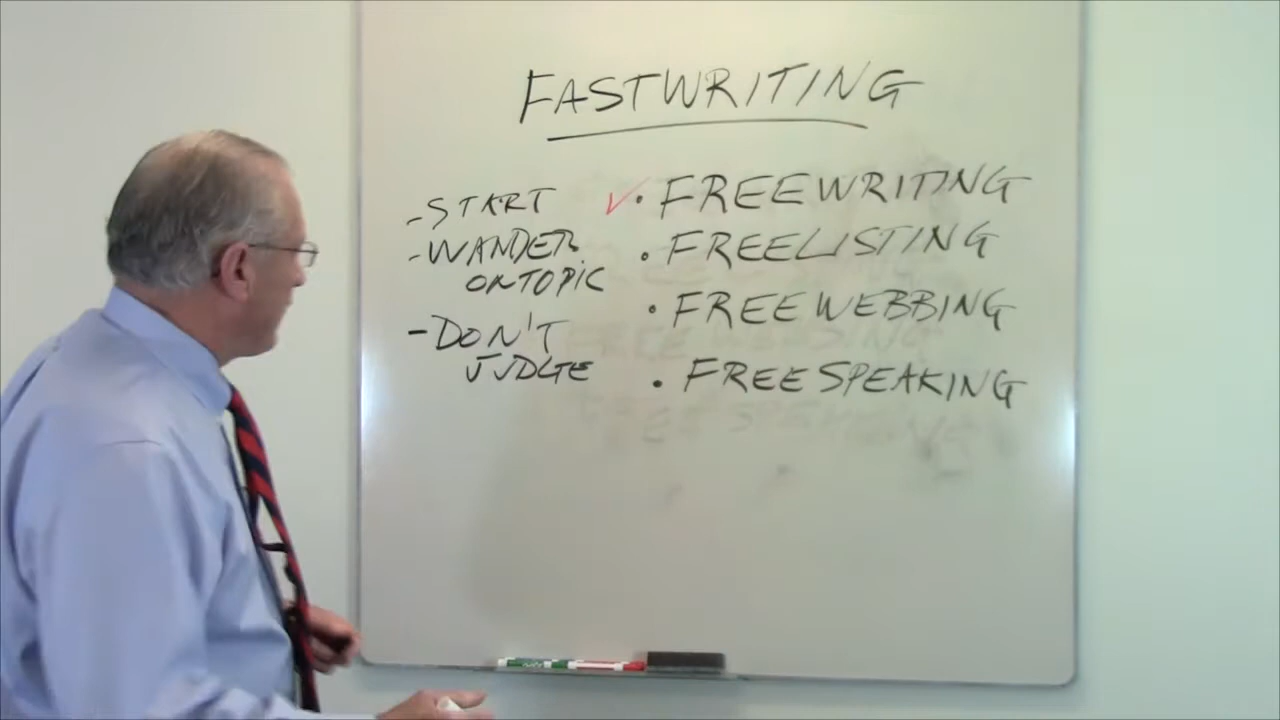 FASTWRITING
- START
- WANDER
ON TOPIC
- DON'T
JUDGE
✓ • FREEWRITING
• FREELISTING
• FREEWEBBING
• FREESPEAKING